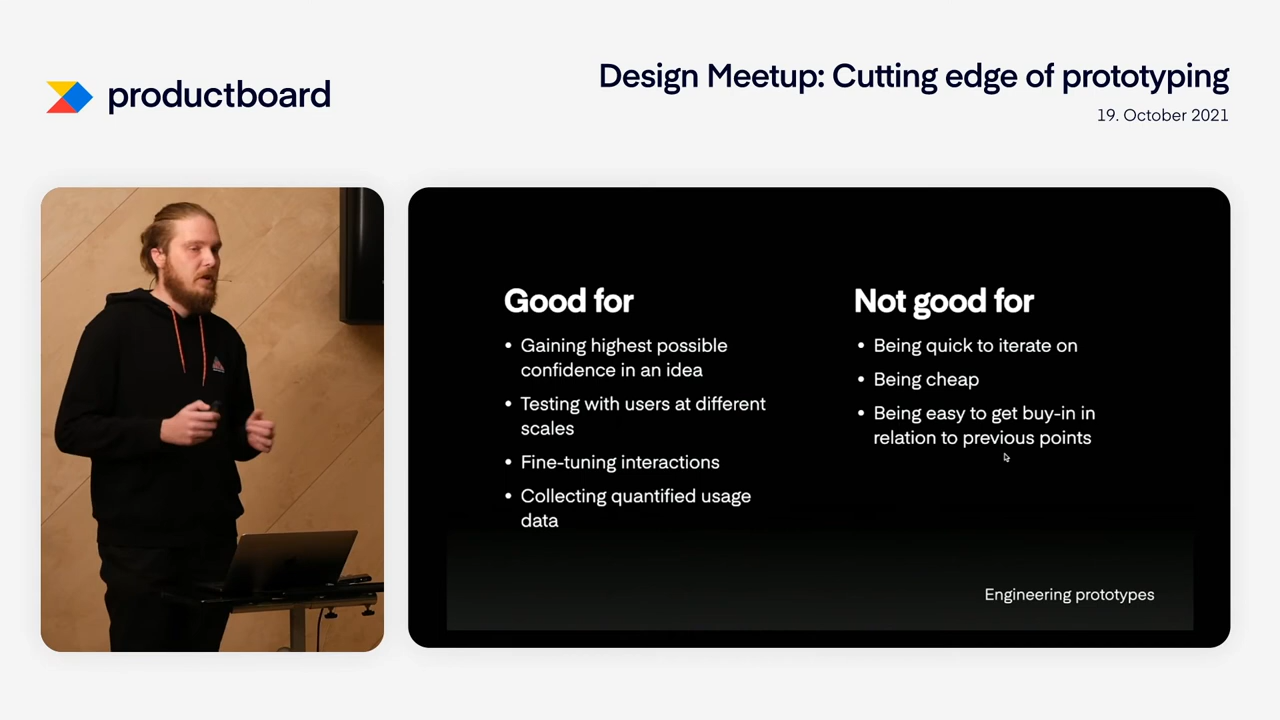 productboard
Design Meetup: Cutting edge of prototyping
19. October 2021
Good for
• Gaining highest possible
confidence in an idea
• Testing with users at different
scales
• Fine-tuning interactions
• Collecting quantified usage
data
Not good for
• Being quick to iterate on
• Being cheap
• Being easy to get buy-in in
relation to previous points
Engineering prototypes